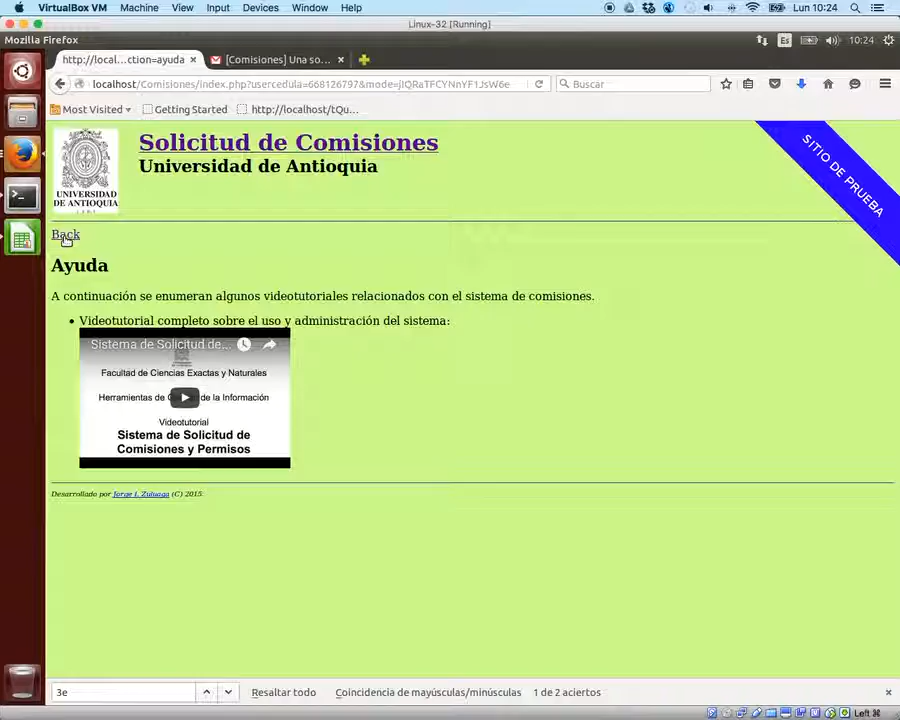 VirtualBox VM Machine View Input Devices Window Help Lun 10:24
Linux-32 [Running]
Mozilla Firefox Es 10:24
http://local...ction=ayuda × [Comisiones] Una so... ×
localhost/Comisiones/index.php?usercedula=66812679? Buscar
Most Visited Getting Started http://localhost/tQu...
Solicitud de Comisiones
Universidad de Antioquia
UNIVERSIDAD
DE ANTIOQUIA
SITIO DE PRUEBA
Back
Ayuda
A continuación se enumeran algunos videotutoriales relacionados con el sistema de comisiones.
• Videotutorial completo sobre el uso y administración del sistema:
Sistema de Solicitud de...
Facultad de Ciencias Exactas y Naturales
Herramientas de de la Información
Videotutorial
Sistema de Solicitud de
Comisiones y Permisos
Desarrollado por Jorge I. Zuluaga (C) 2015
3e Resaltar todo Coincidencia de mayúsculas/minúsculas 1 de 2 aciertos ×
Left ⌘